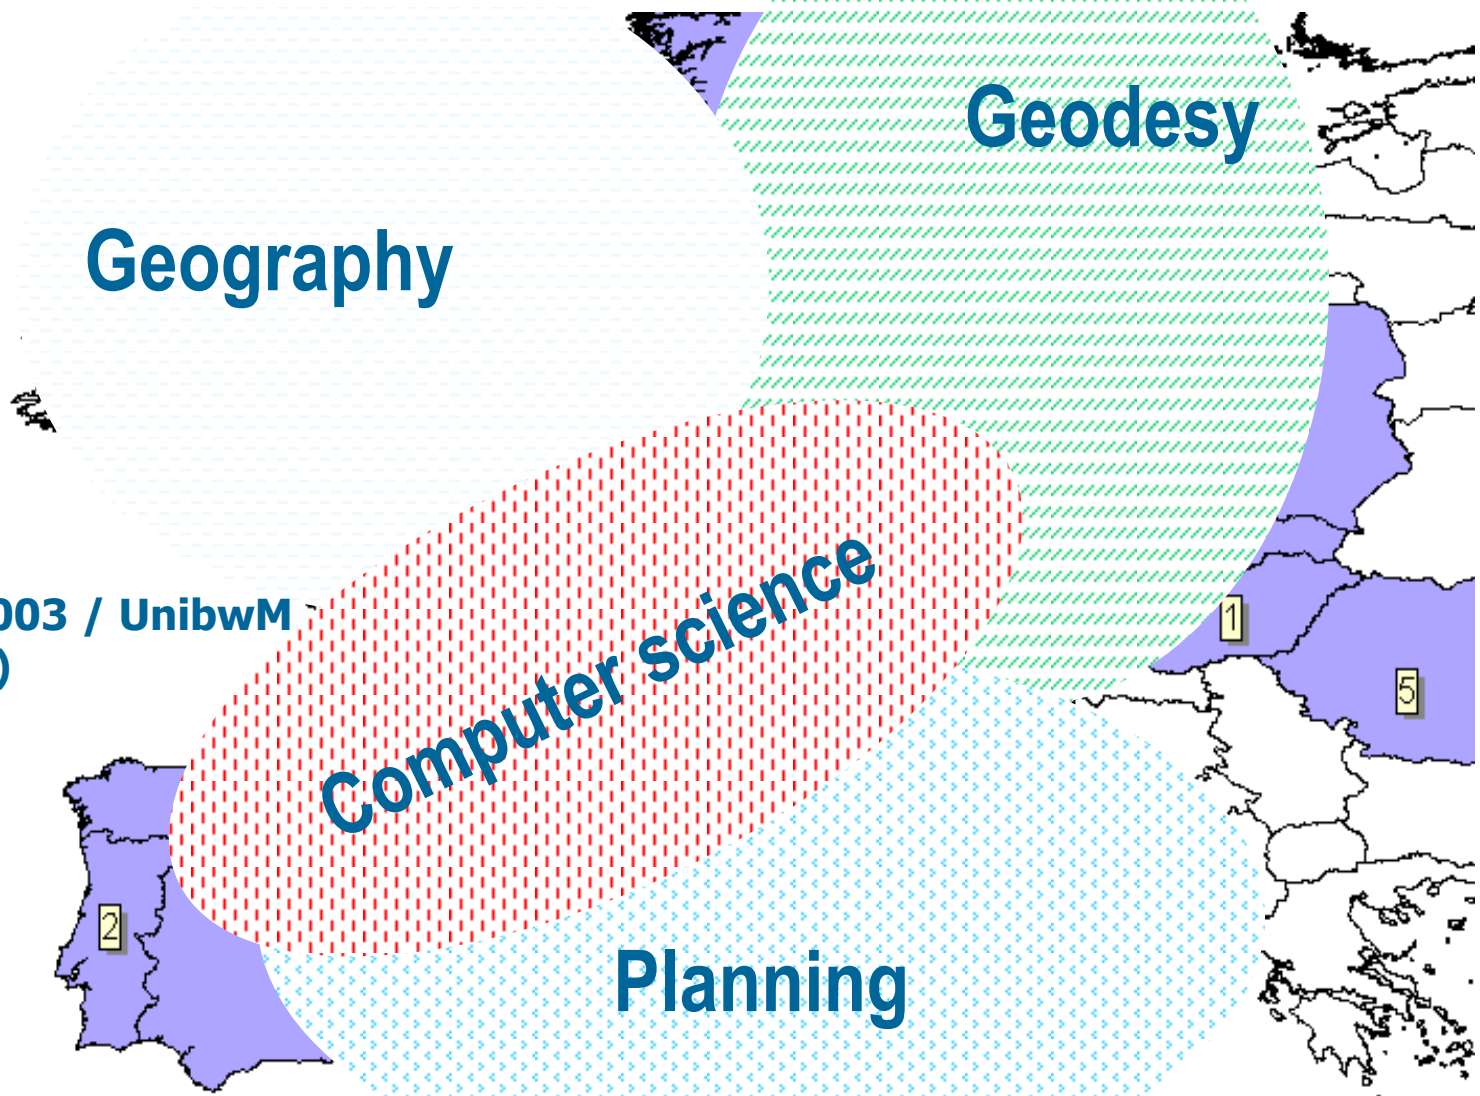 Geodesy
Geography
Computer science
003 / UnibwM
)
1
5
2
Planning